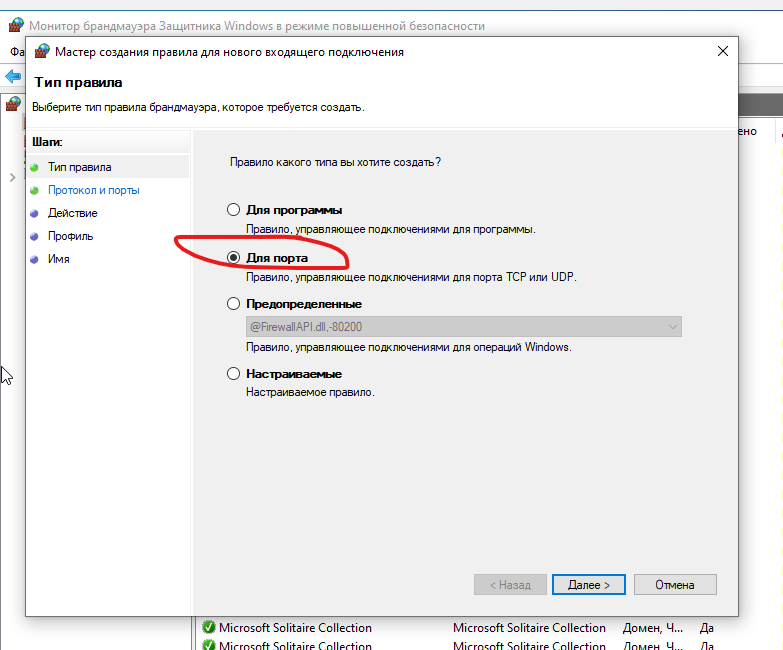 Монитор брандмауэра Защитника Windows в режиме повышенной безопасности
Фа
Мастер создания правила для нового входящего подключения
Тип правила
Выберите тип правила брандмауэра, которое требуется создать.
ено
Шаги:
Тип правила
Протокол и порты
Действие
Профиль
Имя
Правило какого типа вы хотите создать?
Для программы
Правило, управляющее подключениями для программы.
Для порта
Правило, управляющее подключениями для порта TCP или UDP.
Предопределенные
@FirewallAPI.dll,-80200
Правило, управляющее подключениями для операций Windows.
Настраиваемые
Настраиваемое правило.
< Назад Далее > Отмена
Microsoft Solitaire Collection Microsoft Solitaire Collection Домен, Ч... Да
Microsoft Solitaire Collection Microsoft Solitaire Collection Домен, Ч... Да